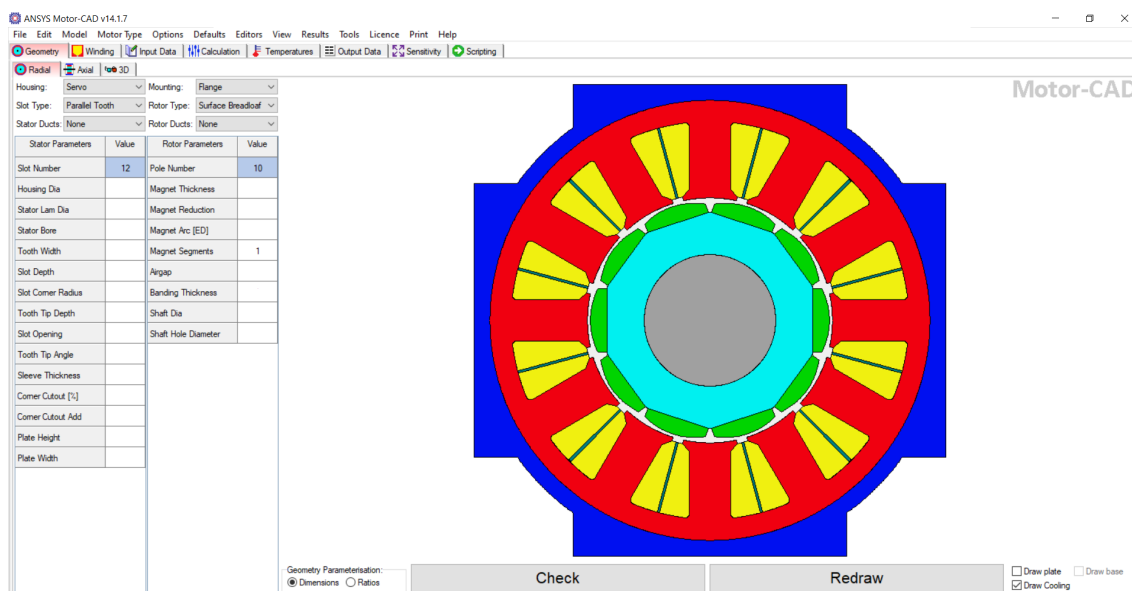 ANSYS Motor-CAD v14.1.7
File Edit Model Motor Type Options Defaults Editors View Results Tools Licence Print Help
Geometry Winding Input Data Calculation Temperatures Output Data Sensitivity Scripting
Radial Axial 3D
Housing: Servo Mounting: Flange
Slot Type: Parallel Tooth Rotor Type: Surface Breadloaf
Stator Ducts: None Rotor Ducts: None
Motor-CAD
Stator Parameters Value Rotor Parameters Value
Slot Number 12 Pole Number 10
Housing Dia Magnet Thickness
Stator Lam Dia Magnet Reduction
Stator Bore Magnet Arc [ED]
Tooth Width Magnet Segments 1
Slot Depth Airgap
Slot Corner Radius Banding Thickness
Tooth Tip Depth Shaft Dia
Slot Opening Shaft Hole Diameter
Tooth Tip Angle
Sleeve Thickness
Corner Cutout [%]
Corner Cutout Add
Plate Height
Plate Width
Geometry Parameterisation:
Dimensions Ratios
Check Redraw
Draw plate Draw base
Draw Cooling